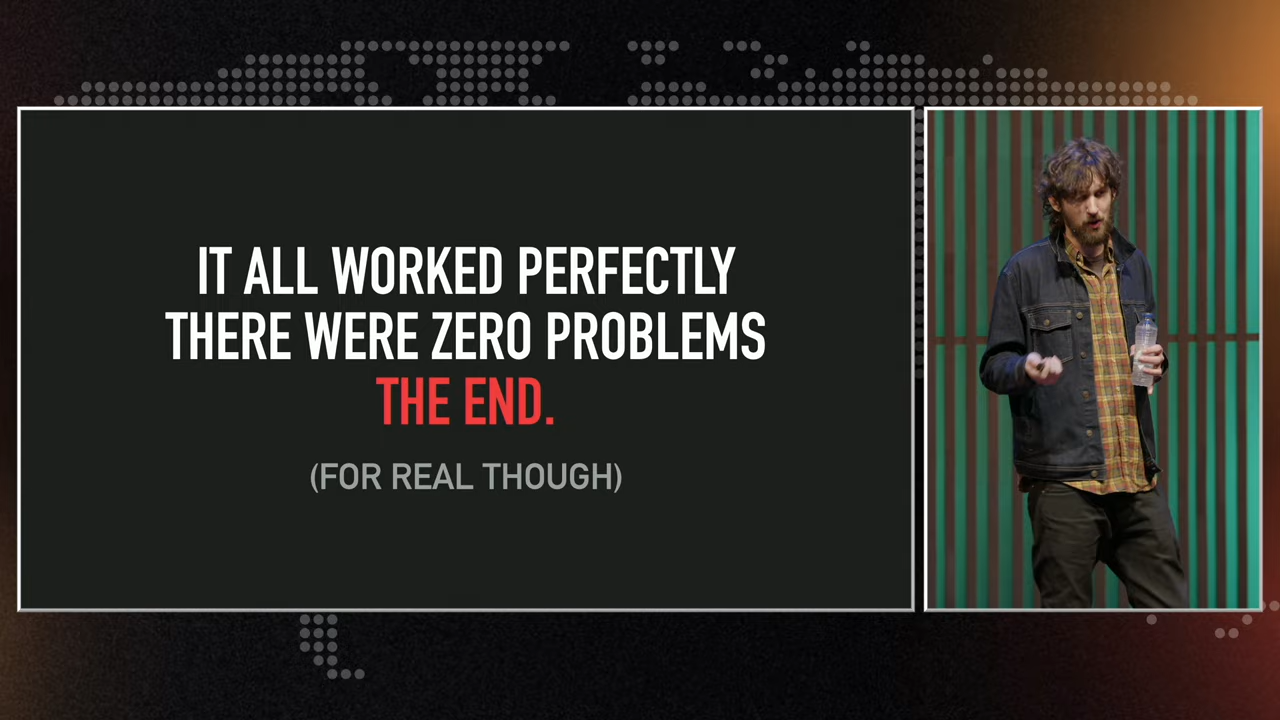 IT ALL WORKED PERFECTLY
THERE WERE ZERO PROBLEMS
THE END.
(FOR REAL THOUGH)